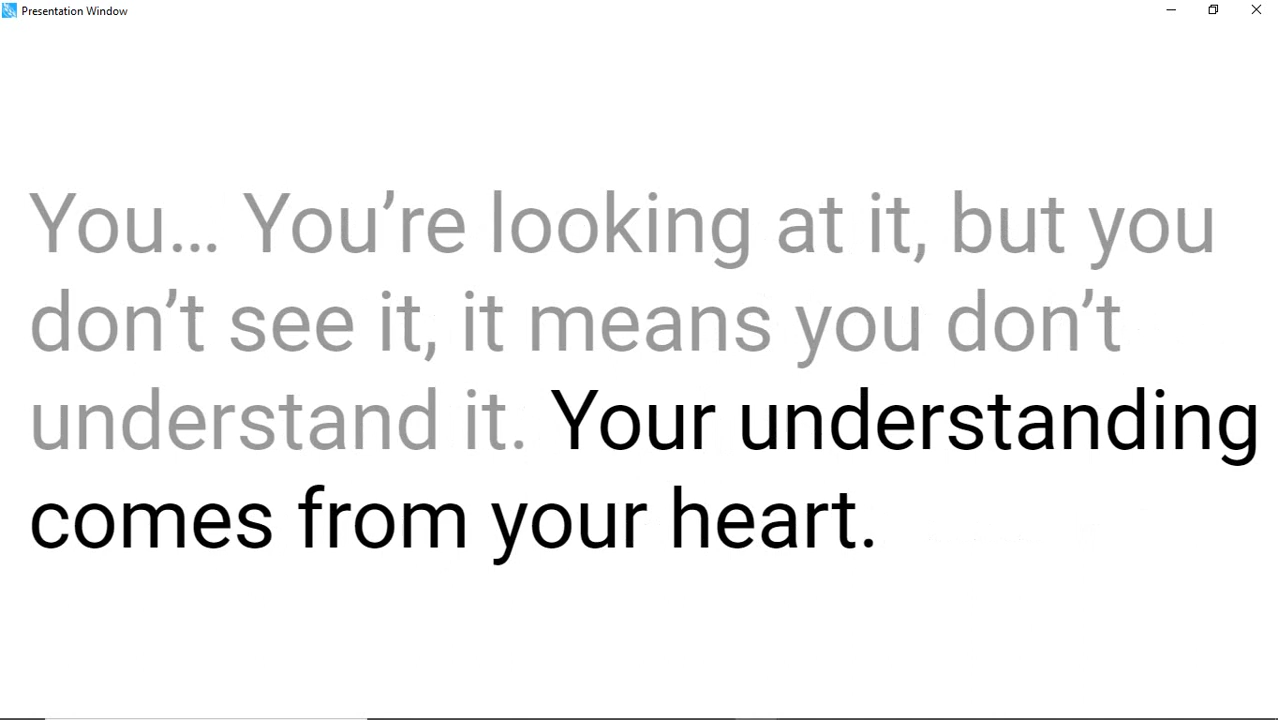 Presentation Window
You... You’re looking at it, but you
don’t see it, it means you don’t
understand it. Your understanding
comes from your heart.